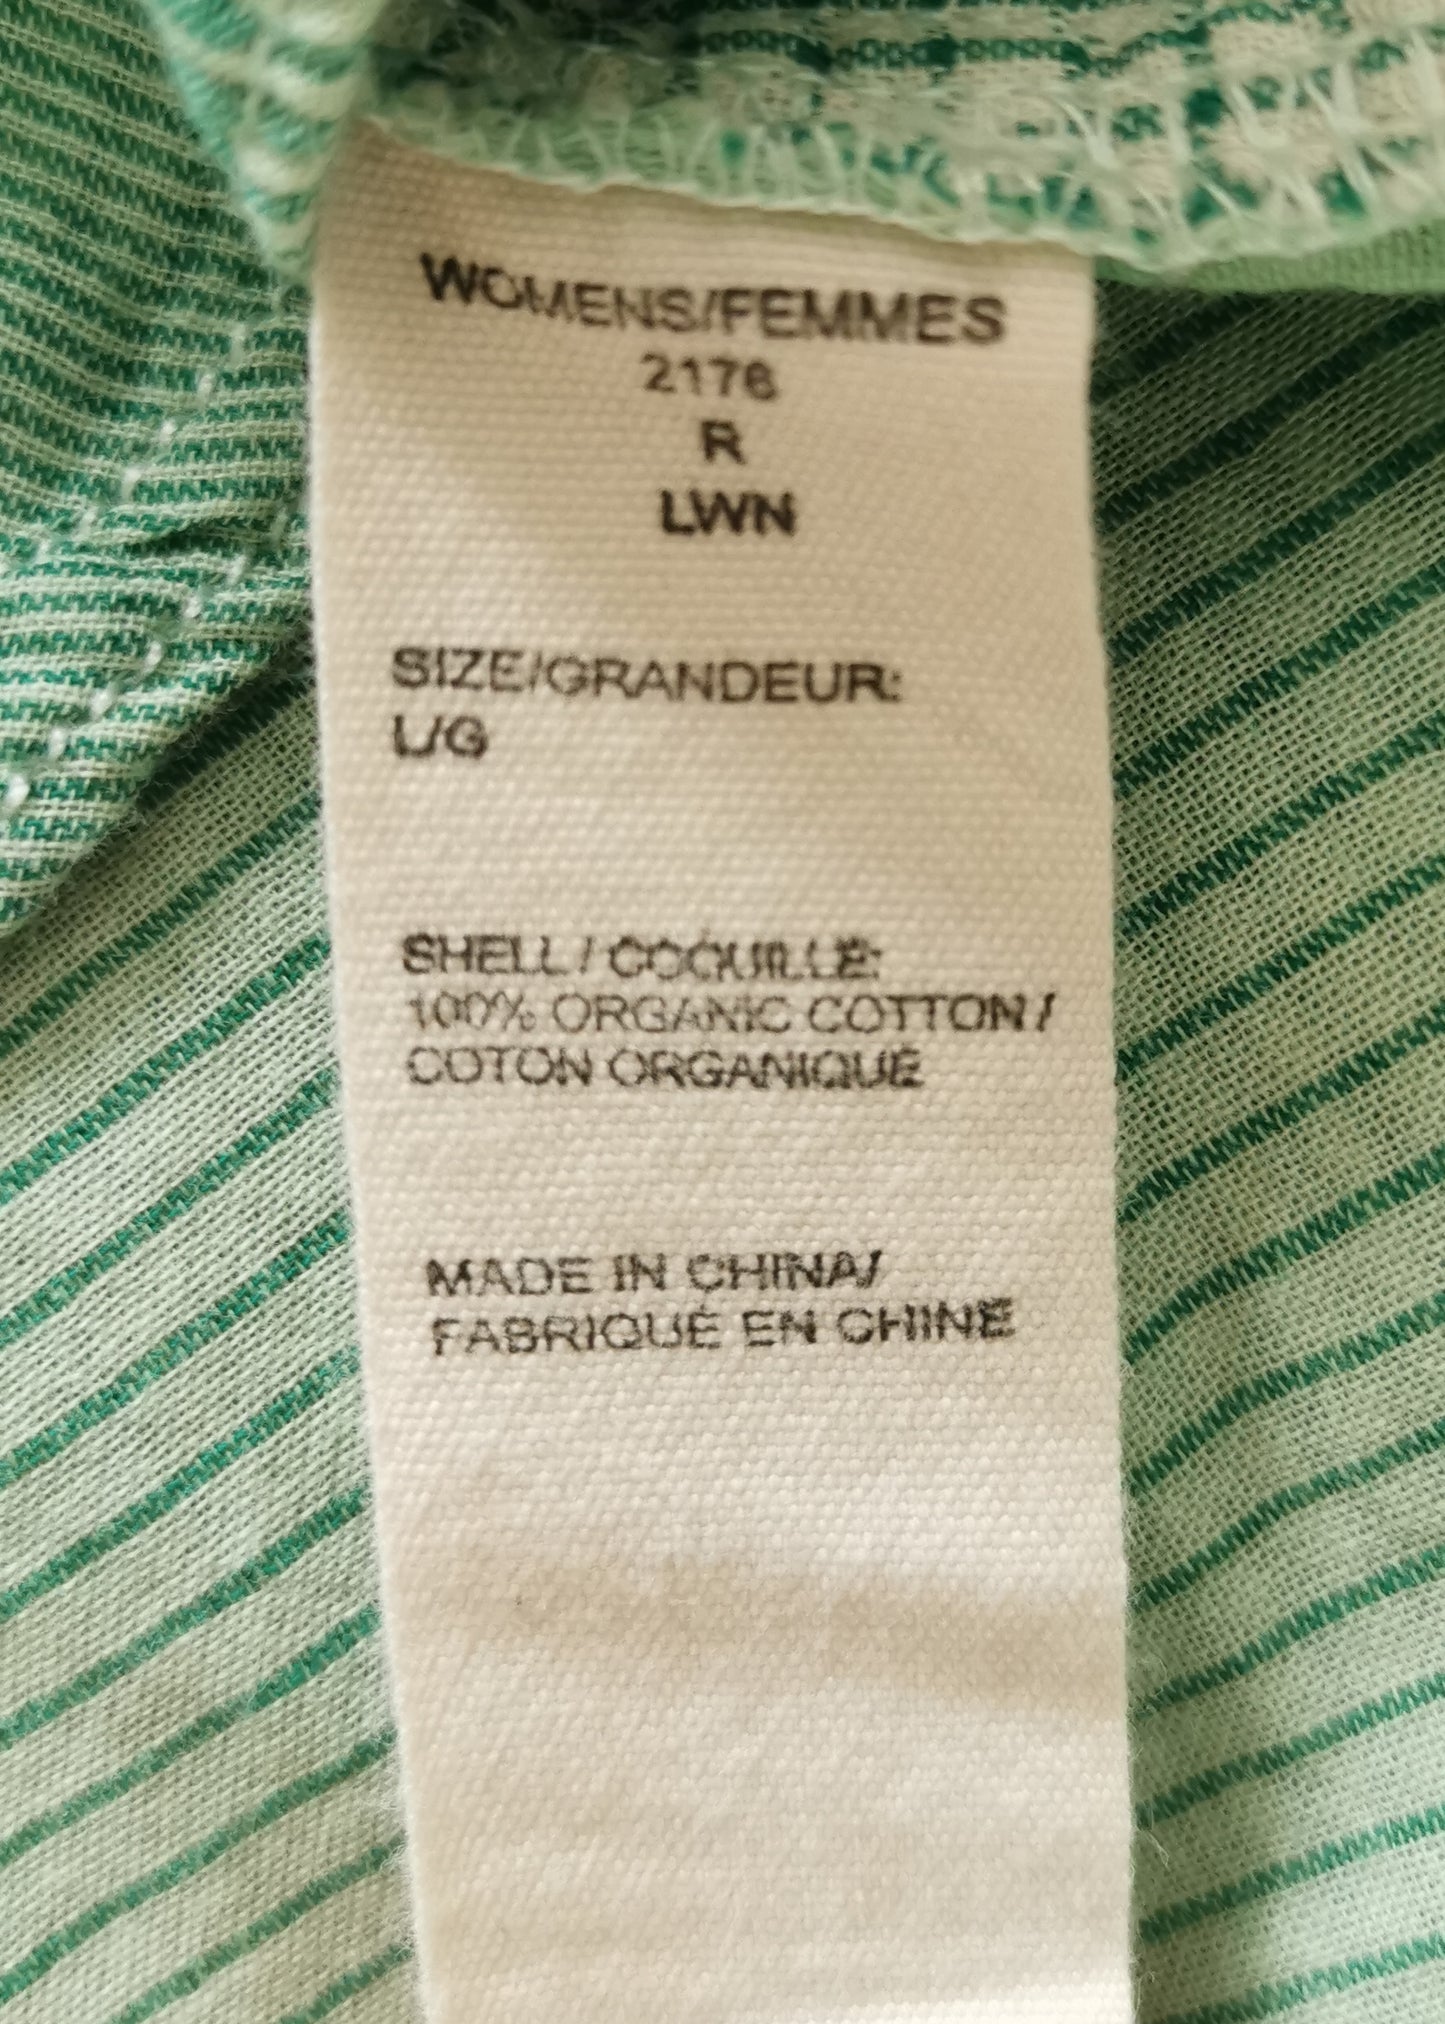 WOMENS/FEMMES
2176
R
LWN
SIZE/GRANDEUR:
L/G
SHELL / COQUILLE:
100% ORGANIC COTTON /
COTON ORGANIQUE
MADE IN CHINA/
FABRIQUÉ EN CHINE